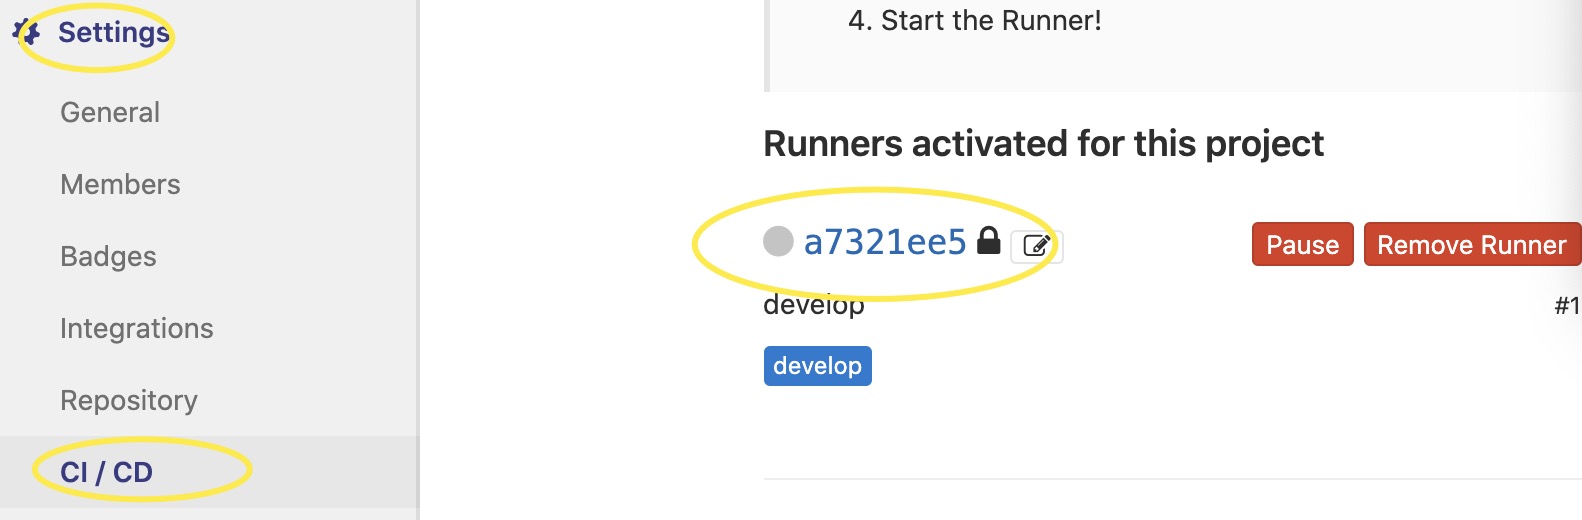 Settings
General
Members
Badges
Integrations
Repository
CI / CD
4. Start the Runner!
Runners activated for this project
a7321ee5
Pause
Remove Runner
develop
#1
develop